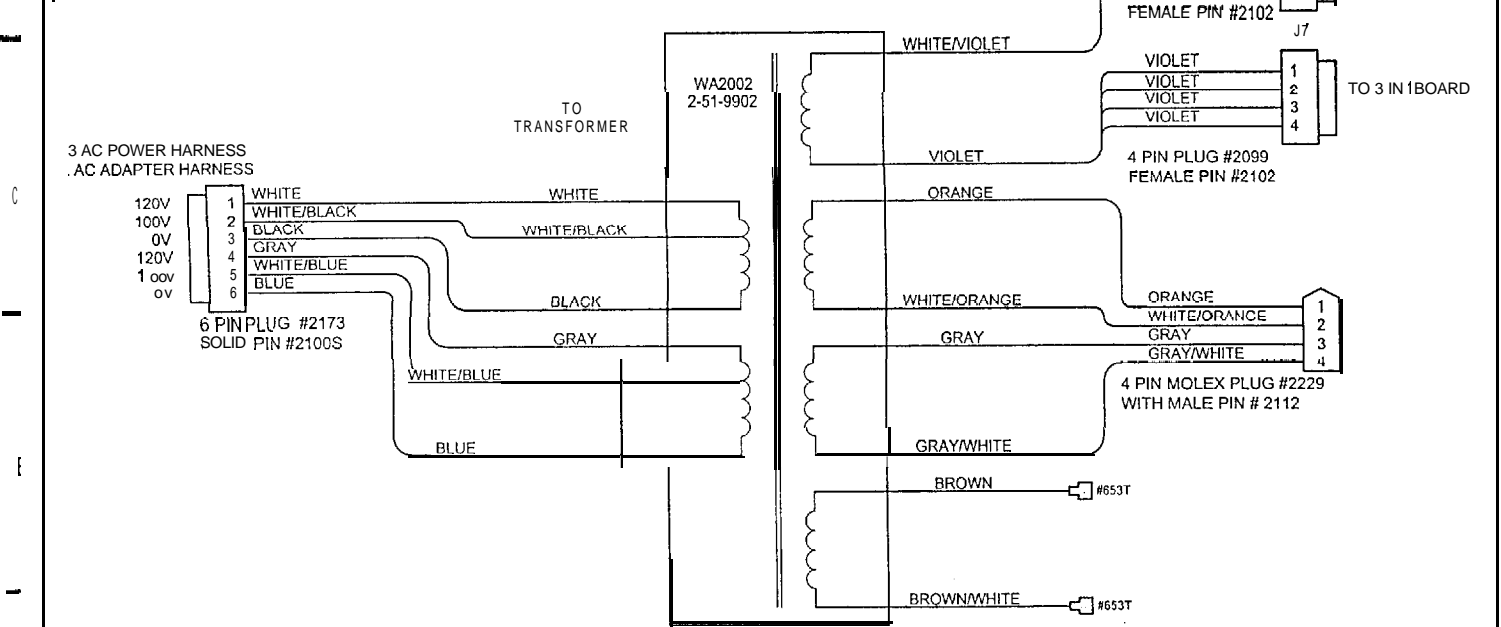 FEMALE PIN #2102
J7
WHITE/VIOLET
VIOLET
1
VIOLET
2
VIOLET
3
VIOLET
4
TO 3 IN 1BOARD
WA2002
2-51-9902
TO
TRANSFORMER
VIOLET
4 PIN PLUG #2099
FEMALE PIN #2102
3 AC POWER HARNESS
. AC ADAPTER HARNESS
C
120V
1
WHITE
WHITE
ORANGE
100V
2
WHITE/BLACK
WHITE/BLACK
0V
3
BLACK
120V
4
GRAY
1 00V
5
WHITE/BLUE
0V
6
BLUE
BLACK
WHITE/ORANGE
ORANGE
1
WHITE/ORANGE
2
GRAY
3
GRAY/WHITE
4
6 PIN PLUG #2173
SOLID PIN #2100S
GRAY
GRAY
WHITE/BLUE
4 PIN MOLEX PLUG #2229
WITH MALE PIN # 2112
BLUE
GRAY/WHITE
BROWN
#653T
BROWN/WHITE
#653T